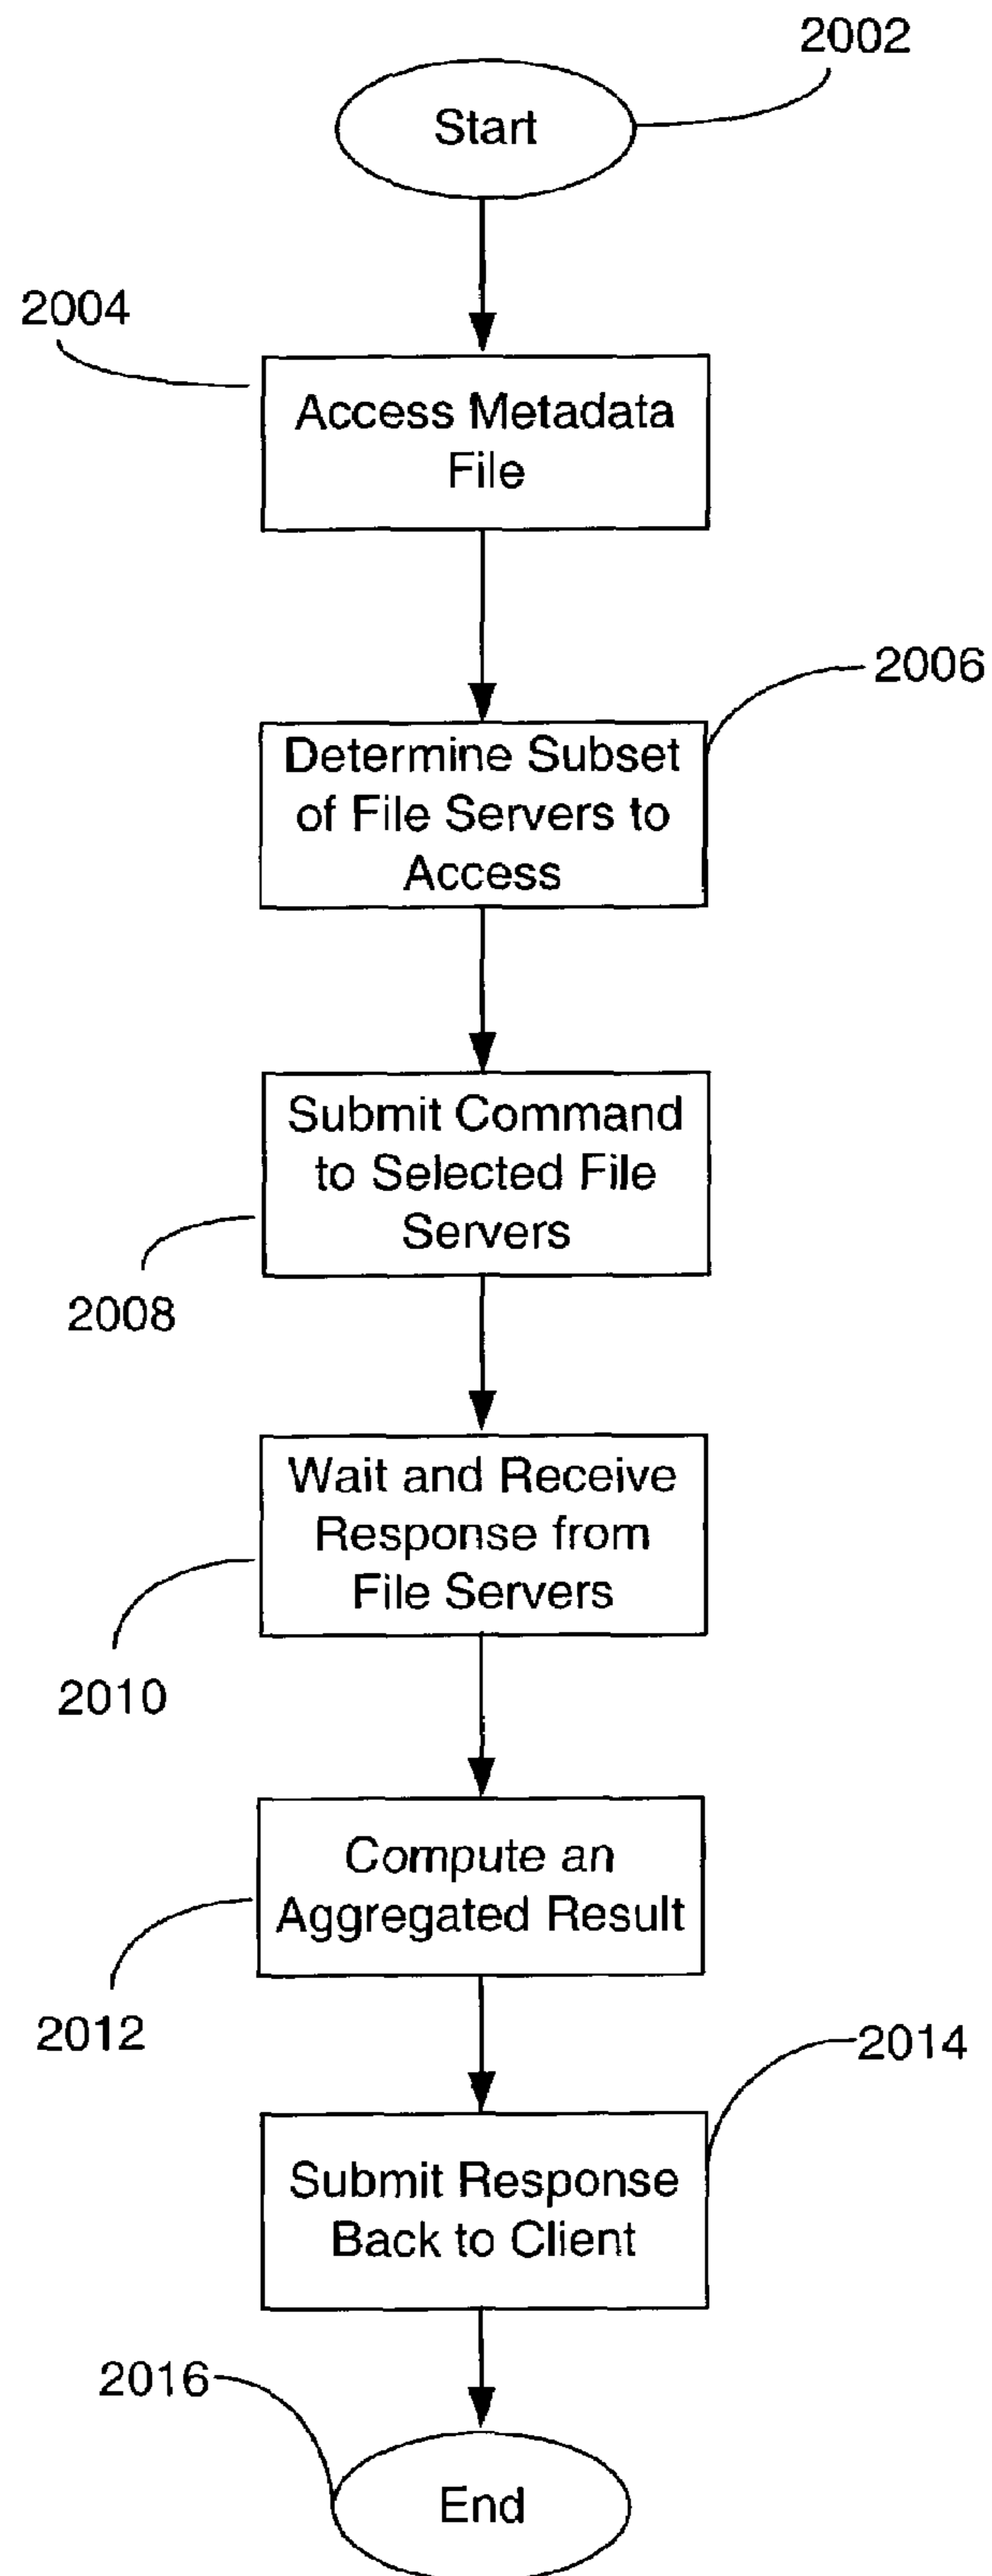 2002
Start
2004
Access Metadata
File
2006
Determine Subset
of File Servers to
Access
Submit Command
to Selected File
Servers
2008
Wait and Receive
Response from
File Servers
2010
Compute an
Aggregated Result
2012
2014
Submit Response
Back to Client
2016
End